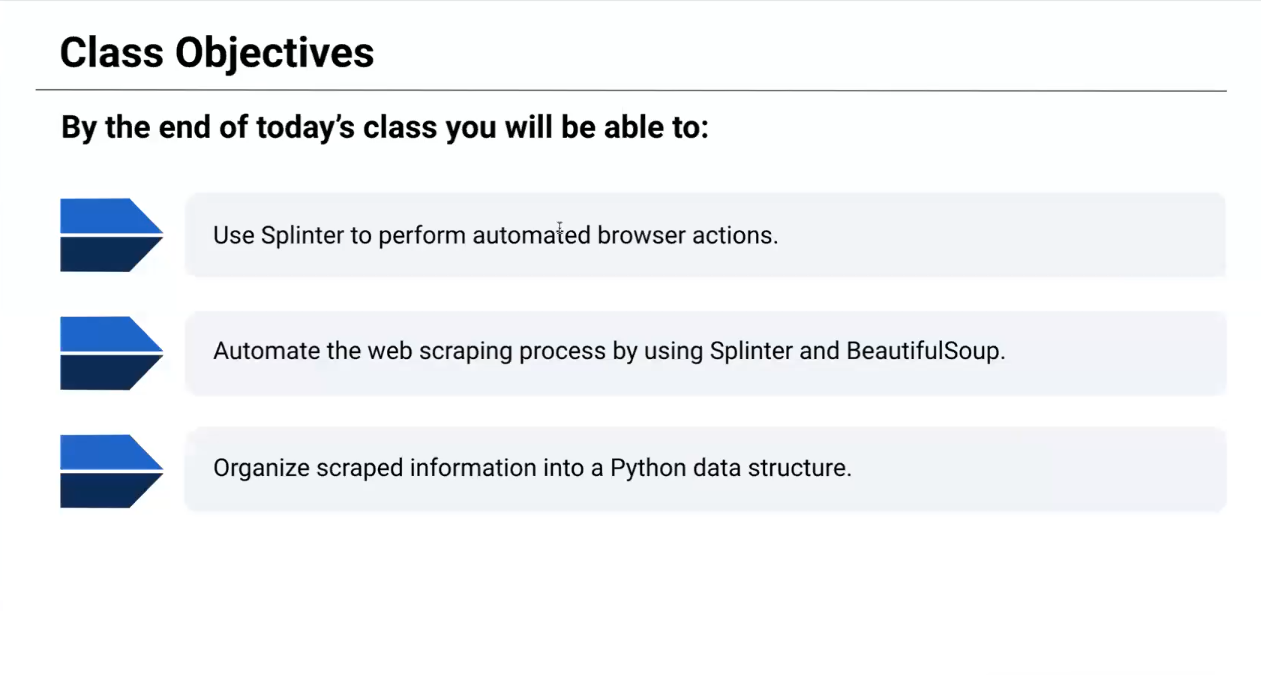 Class Objectives
By the end of today’s class you will be able to:
Use Splinter to perform automated browser actions.
Automate the web scraping process by using Splinter and BeautifulSoup.
Organize scraped information into a Python data structure.